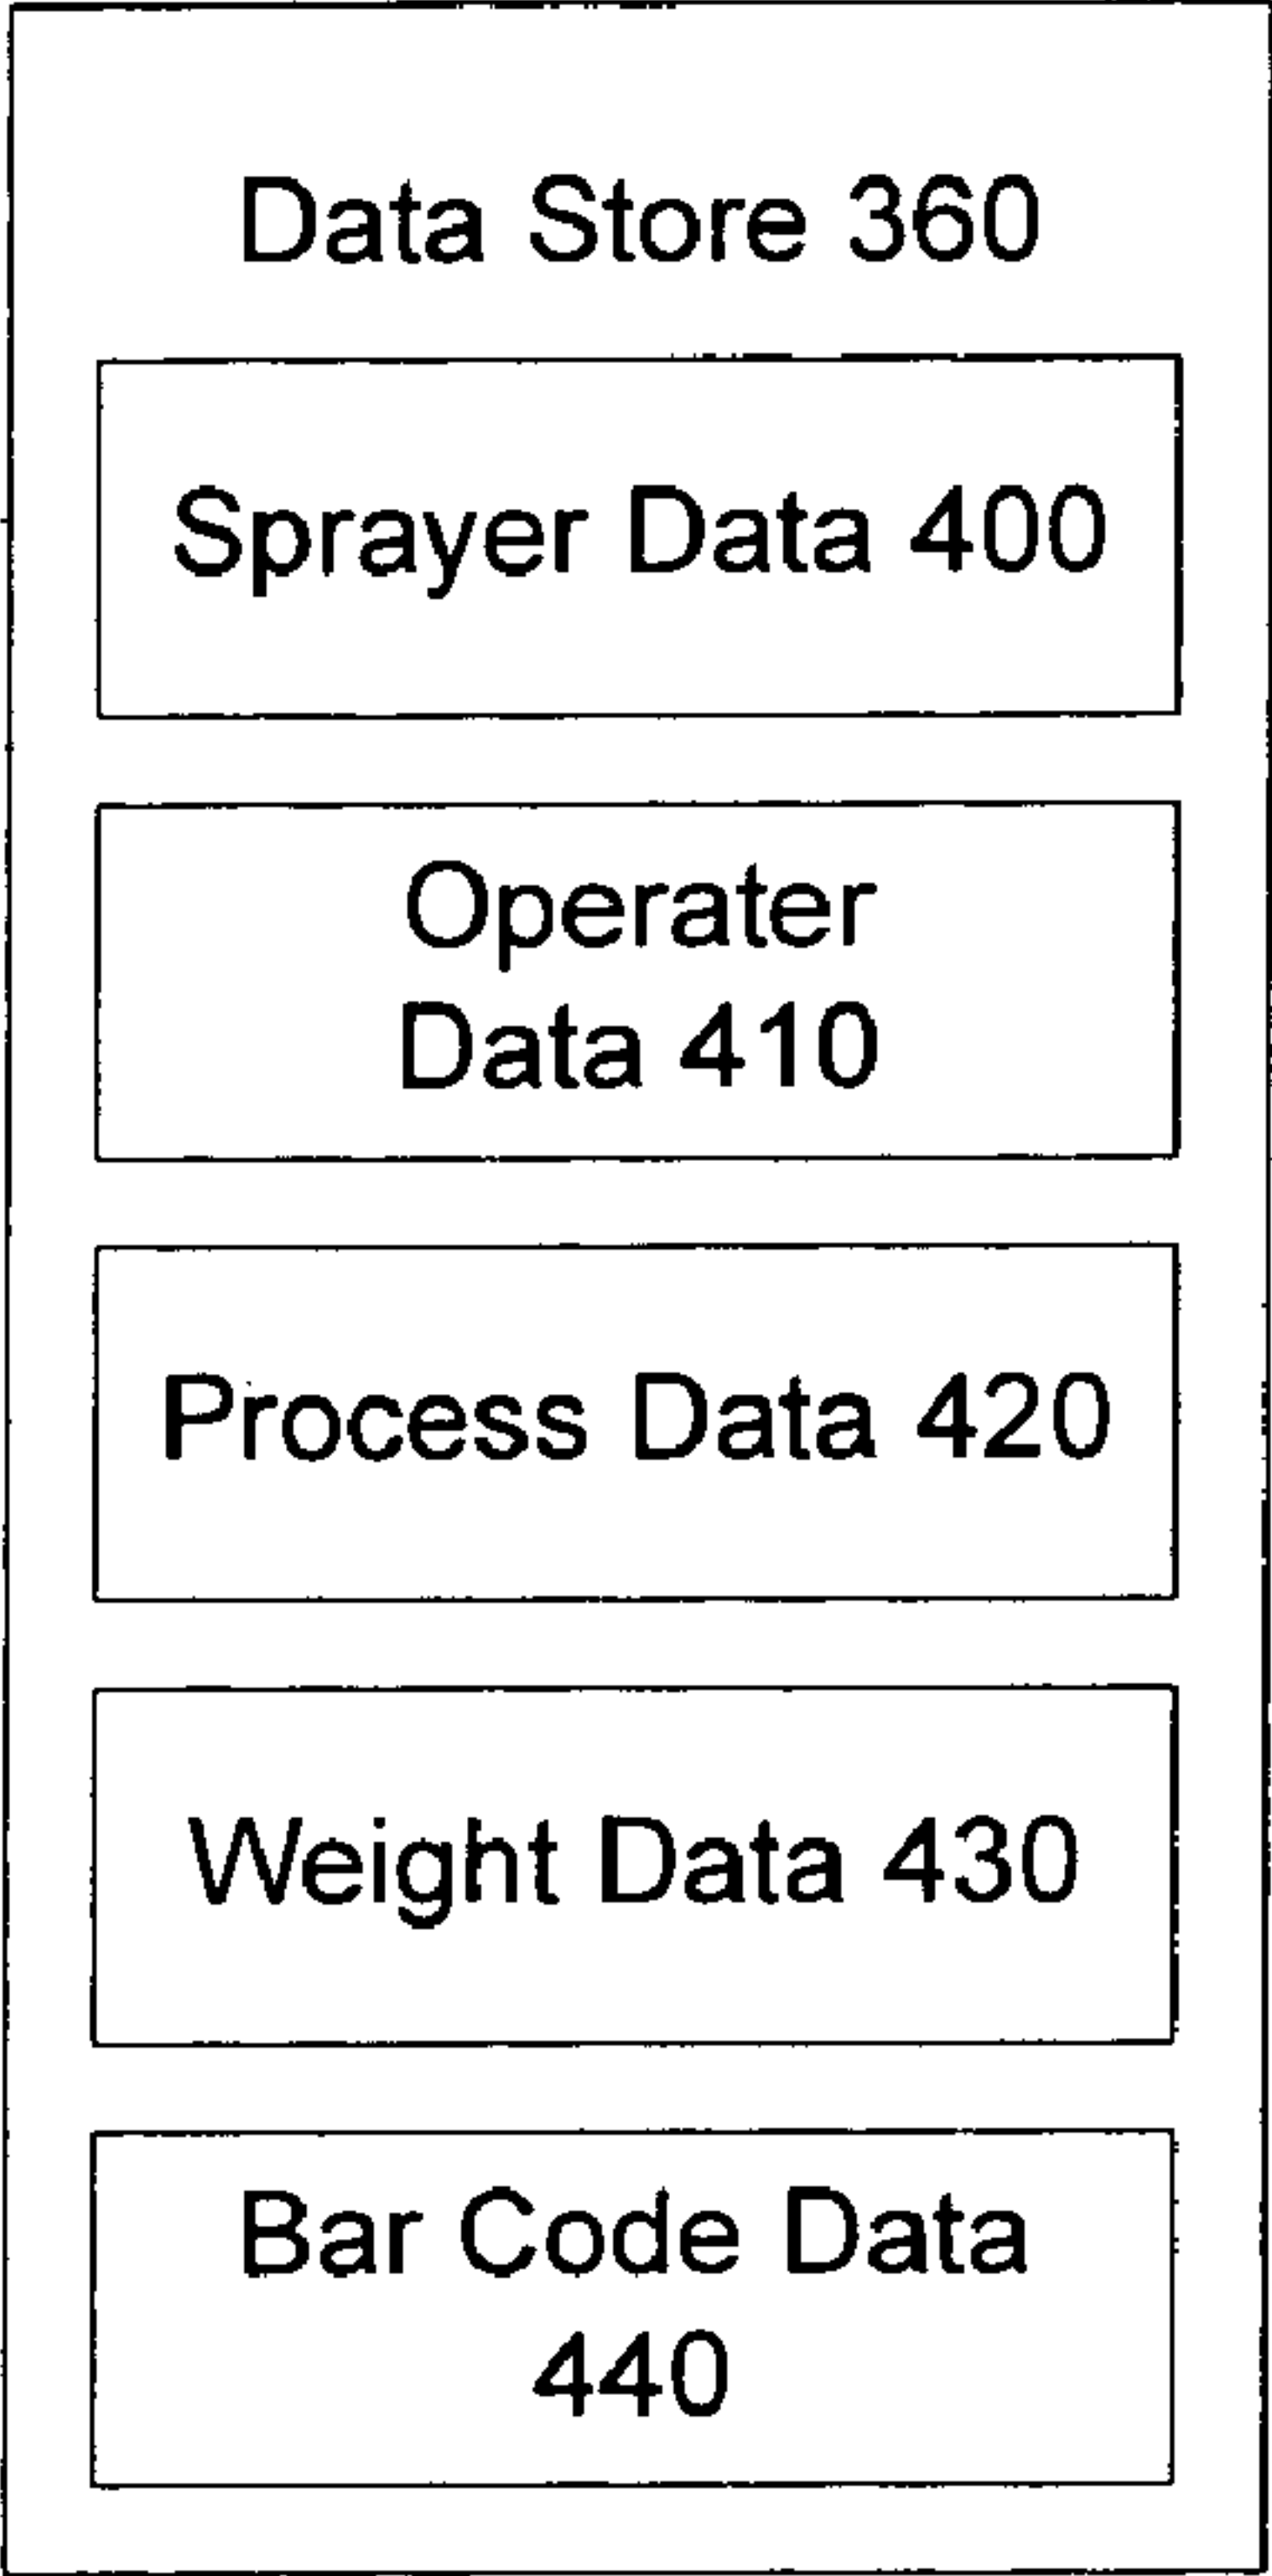 Data Store 360
Sprayer Data 400
Operater
Data 410
Process Data 420
Weight Data 430
Bar Code Data
440